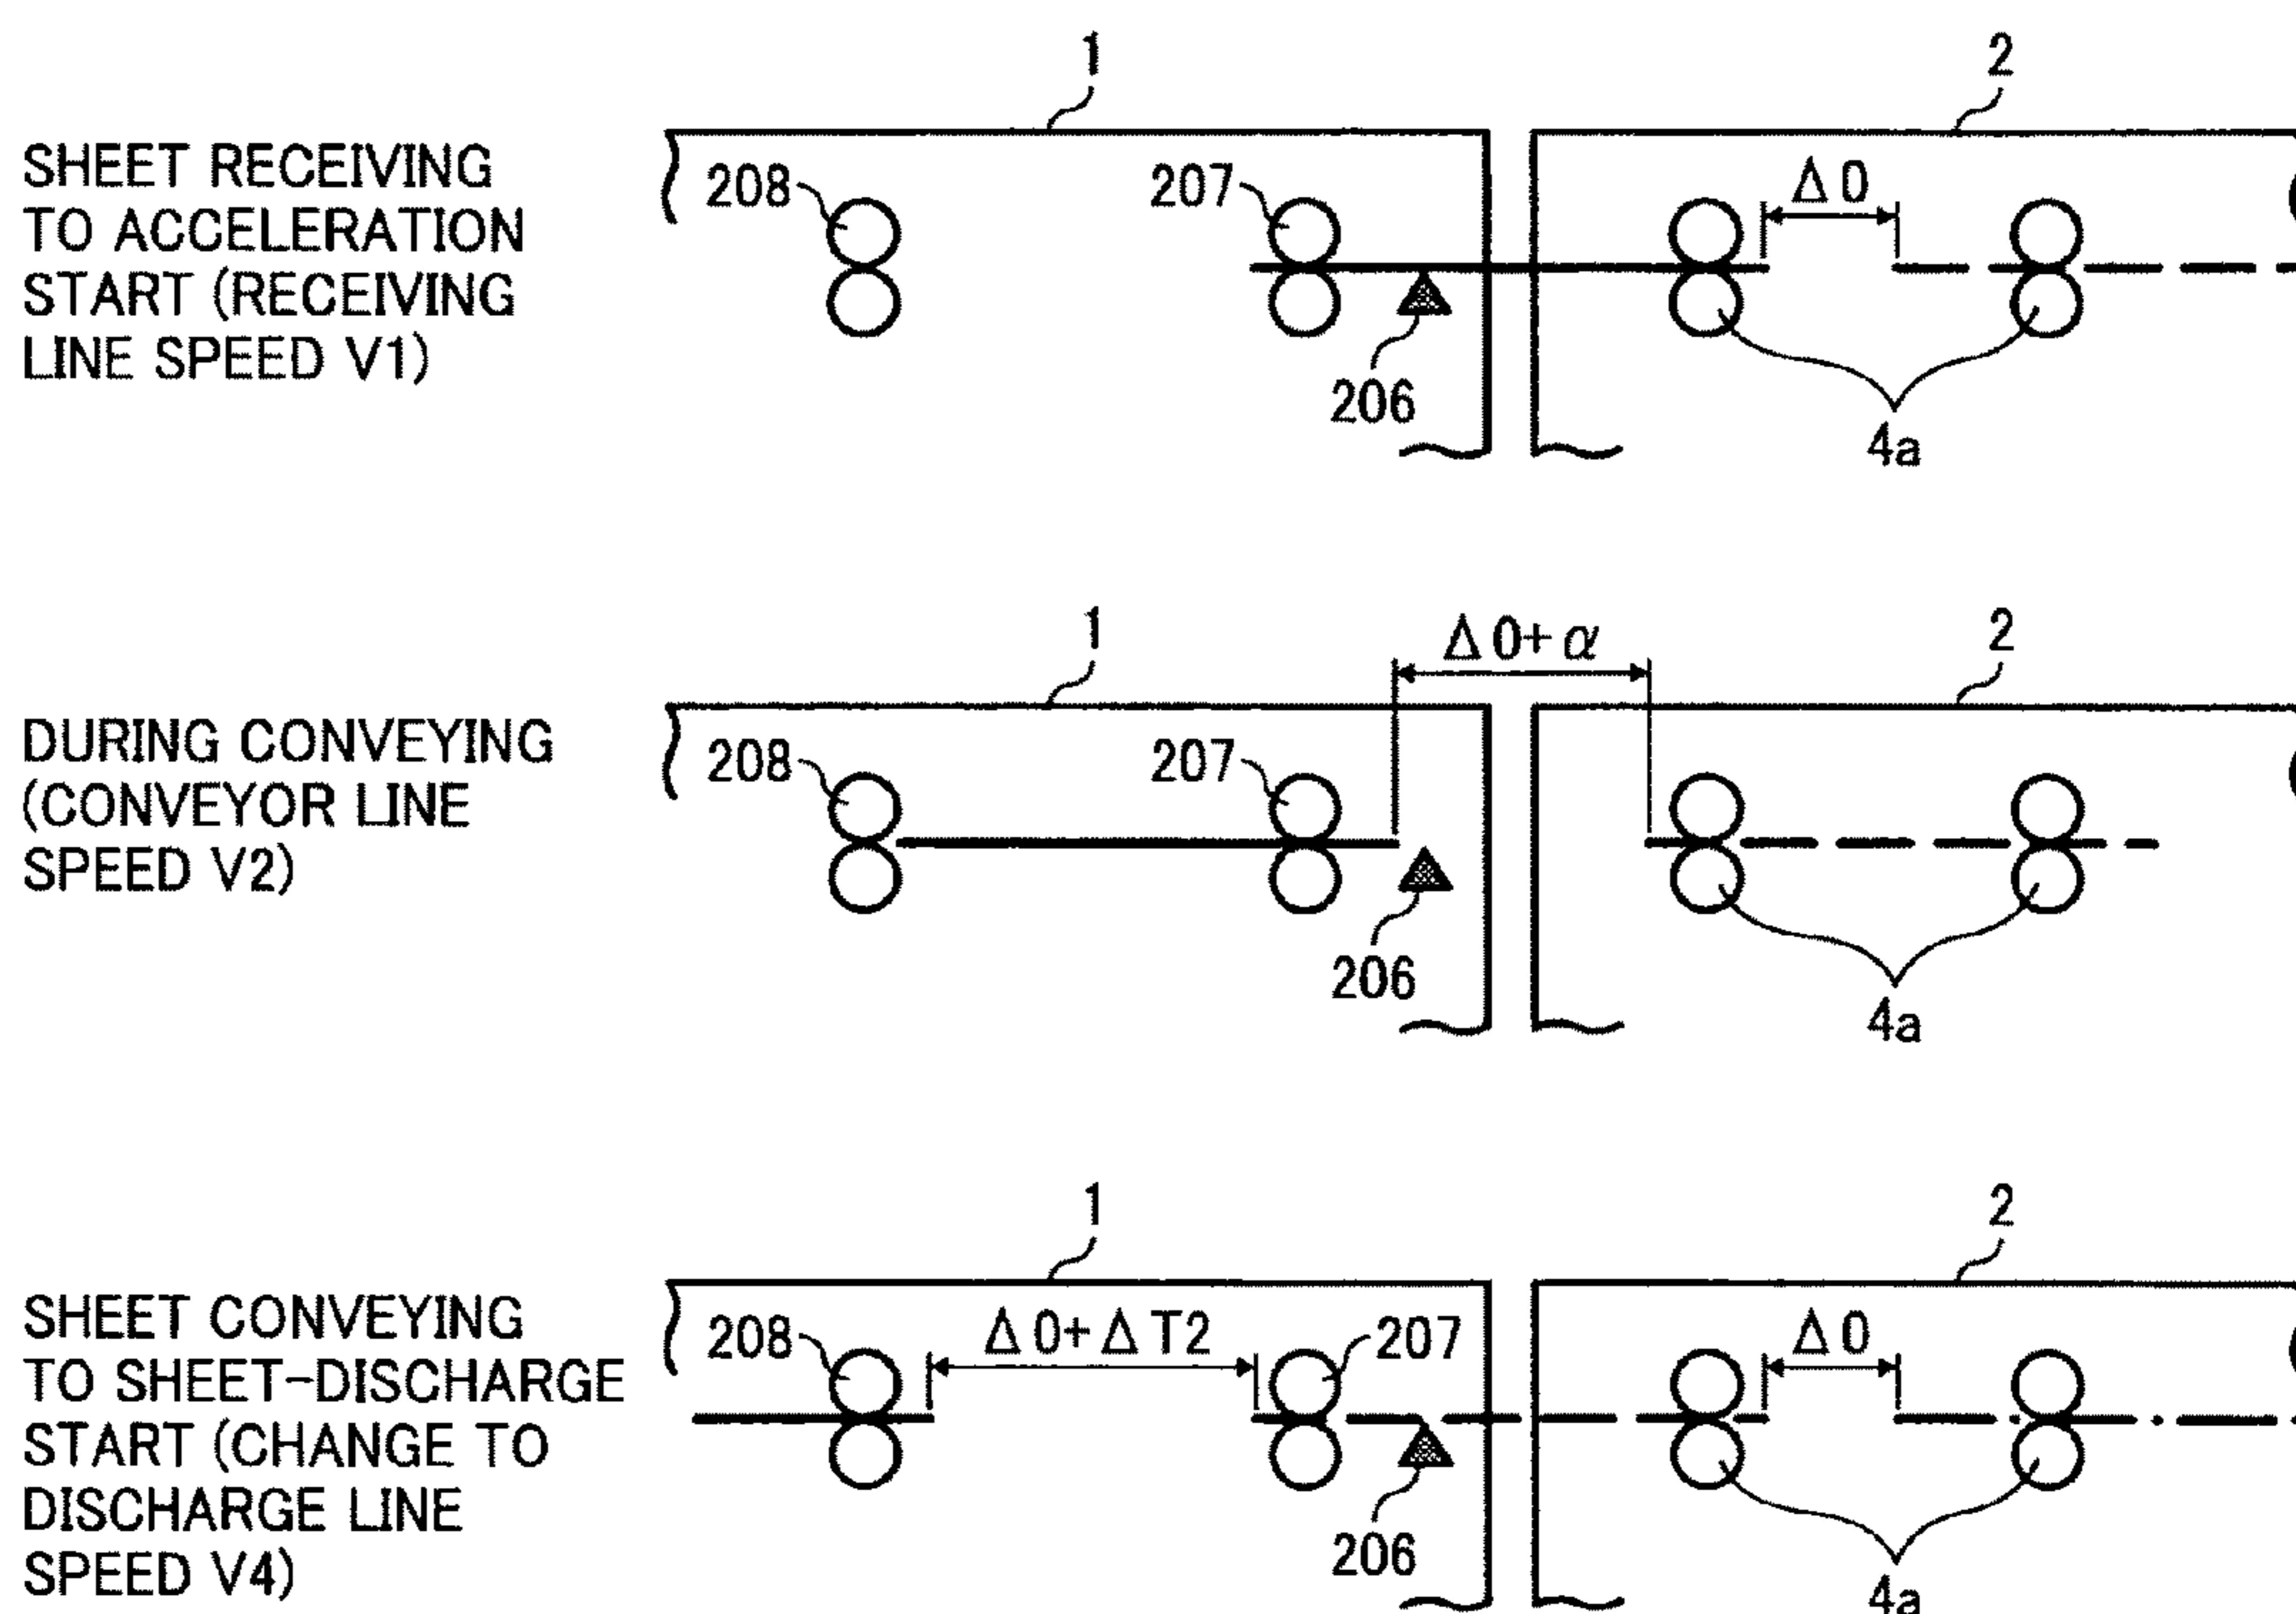 1
2
SHEET RECEIVING
TO ACCELERATION
START (RECEIVING
LINE SPEED V1)
208
207
Δ0
206
4a
1
2
Δ0+α
DURING CONVEYING
(CONVEYOR LINE
SPEED V2)
208
207
206
4a
1
2
SHEET CONVEYING
TO SHEET-DISCHARGE
START (CHANGE TO
DISCHARGE LINE
SPEED V4)
208
Δ0+ΔT2
207
Δ0
206
4a